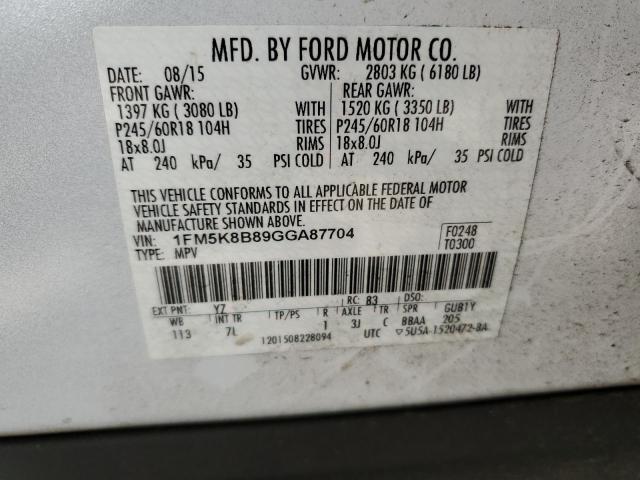 MFD. BY FORD MOTOR CO.
DATE: 08/15 GVWR: 2803 KG ( 6180 LB)
FRONT GAWR: REAR GAWR:
1397 KG ( 3080 LB) WITH 1520 KG ( 3350 LB) WITH
P245/60R18 104H TIRES P245/60R18 104H TIRES
18x8.0J RIMS 18x8.0J RIMS
AT 240 kPa/ 35 PSI COLD AT 240 kPa/ 35 PSI COLD
THIS VEHICLE CONFORMS TO ALL APPLICABLE FEDERAL MOTOR
VEHICLE SAFETY STANDARDS IN EFFECT ON THE DATE OF
MANUFACTURE SHOWN ABOVE.
VIN: 1FM5K8B89GGA87704 F0248
TYPE: MPV T0300
EXT PNT: Y7 RC: 83 DSO:
WB INT TR TP/PS R AXLE TR SPR GUB1Y
113 7L 1 3J C BBAA 205
1201508228094 UTC ▽5U5A-1520472-BA